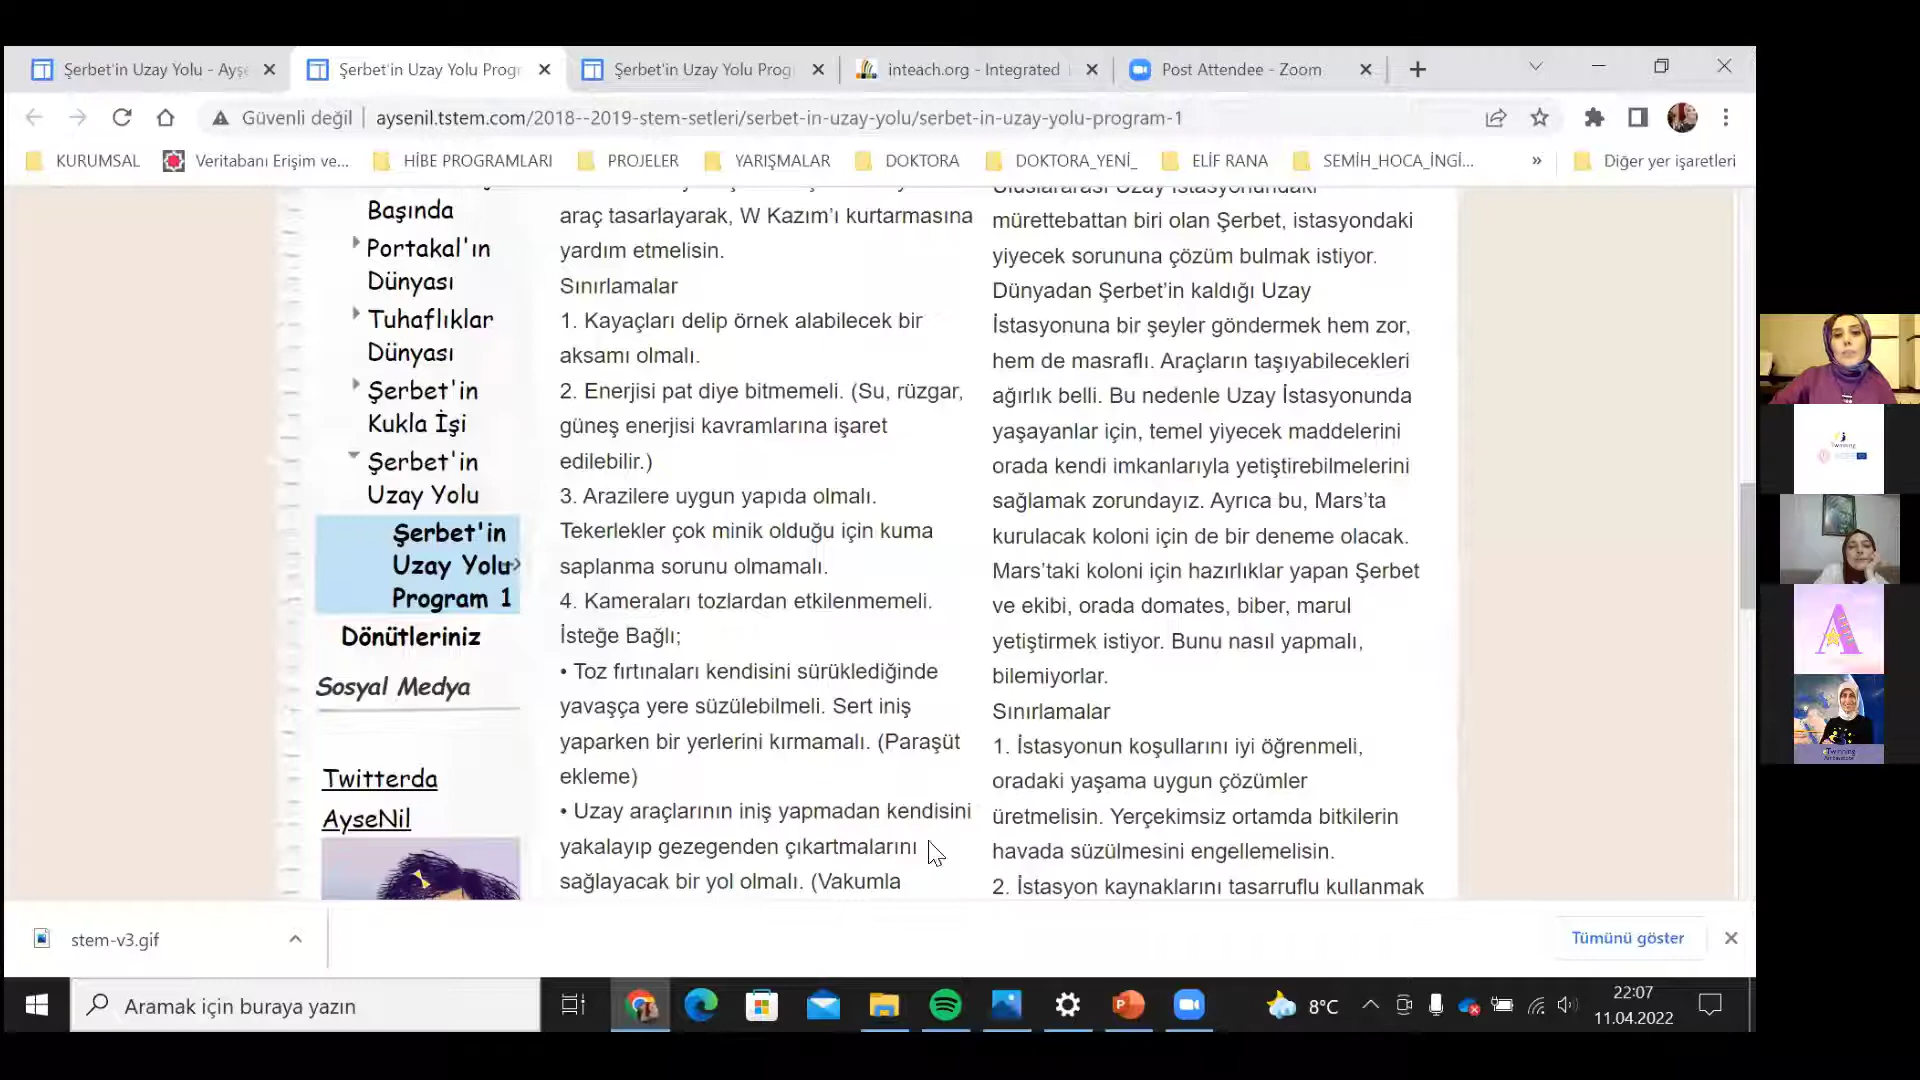 Şerbet'in Uzay Yolu - Ayşe
Şerbet'in Uzay Yolu Progr
Şerbet'in Uzay Yolu Prog
inteach.org - Integrated
Post Attendee - Zoom
Güvenli değil
aysenil.tstem.com/2018--2019-stem-setleri/serbet-in-uzay-yolu/serbet-in-uzay-yolu-program-1
KURUMSAL
Veritabanı Erişim ve...
HİBE PROGRAMLARI
PROJELER
YARIŞMALAR
DOKTORA
DOKTORA_YENİ_
ELİF RANA
SEMİH_HOCA_İNGİ...
»
Diğer yer işaretleri
Başında
Portakal'ın
Dünyası
Tuhaflıklar
Dünyası
Şerbet'in
Kukla İşi
Şerbet'in
Uzay Yolu
Şerbet'in
Uzay Yolu
Program 1
Dönütleriniz
Sosyal Medya
Twitterda
AyseNil
araç tasarlayarak, W Kazım'ı kurtarmasına
yardım etmelisin.
Sınırlamalar
1. Kayaçları delip örnek alabilecek bir
aksamı olmalı.
2. Enerjisi pat diye bitmemeli. (Su, rüzgar,
güneş enerjisi kavramlarına işaret
edilebilir.)
3. Arazilere uygun yapıda olmalı.
Tekerlekler çok minik olduğu için kuma
saplanma sorunu olmamalı.
4. Kameraları tozlardan etkilenmemeli.
İsteğe Bağlı;
• Toz fırtınaları kendisini sürüklediğinde
yavaşça yere süzülebilmeli. Sert iniş
yaparken bir yerlerini kırmamalı. (Paraşüt
ekleme)
• Uzay araçlarının iniş yapmadan kendisini
yakalayıp gezegenden çıkartmalarını
sağlayacak bir yol olmalı. (Vakumla
Uluslararası Uzay İstasyonundaki
mürettebattan biri olan Şerbet, istasyondaki
yiyecek sorununa çözüm bulmak istiyor.
Dünyadan Şerbet'in kaldığı Uzay
İstasyonuna bir şeyler göndermek hem zor,
hem de masraflı. Araçların taşıyabilecekleri
ağırlık belli. Bu nedenle Uzay İstasyonunda
yaşayanlar için, temel yiyecek maddelerini
orada kendi imkanlarıyla yetiştirebilmelerini
sağlamak zorundayız. Ayrıca bu, Mars'ta
kurulacak koloni için de bir deneme olacak.
Mars'taki koloni için hazırlıklar yapan Şerbet
ve ekibi, orada domates, biber, marul
yetiştirmek istiyor. Bunu nasıl yapmalı,
bilemiyorlar.
Sınırlamalar
1. İstasyonun koşullarını iyi öğrenmeli,
oradaki yaşama uygun çözümler
üretmelisin. Yerçekimsiz ortamda bitkilerin
havada süzülmesini engellemelisin.
2. İstasyon kaynaklarını tasarruflu kullanmak
stem-v3.gif
Tümünü göster
Aramak için buraya yazın
8°C
22:07
11.04.2022